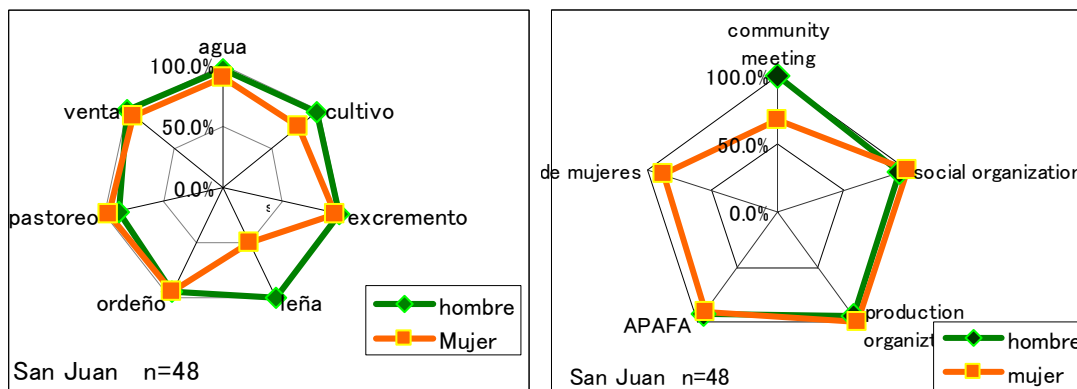 agua
100.0%
venta
cultivo
50.0%
0.0%
s
pastoreo
excremento
ordeño
leña
hombre
Mujer
San Juan n=48
community
meeting
100.0%
50.0%
de mujeres
social organization
0.0%
APAFA
production
organizt
hombre
mujer
San Juan n=48